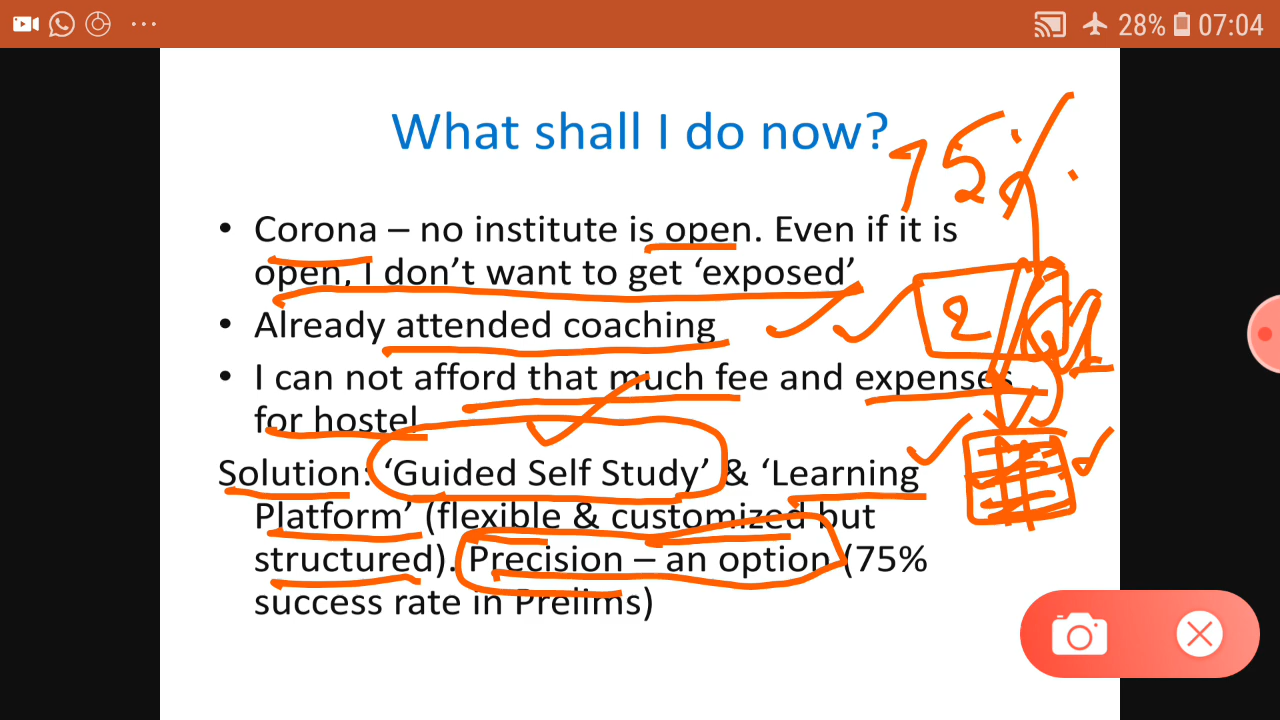 28% 07:04
What shall I do now?
75%
• Corona – no institute is open. Even if it is
open, I don't want to get 'exposed'
• Already attended coaching
2
• I can not afford that much fee and expenses
for hostel
Solution: 'Guided Self Study' & 'Learning
Platform' (flexible & customized but
structured). Precision – an option (75%
success rate in Prelims)